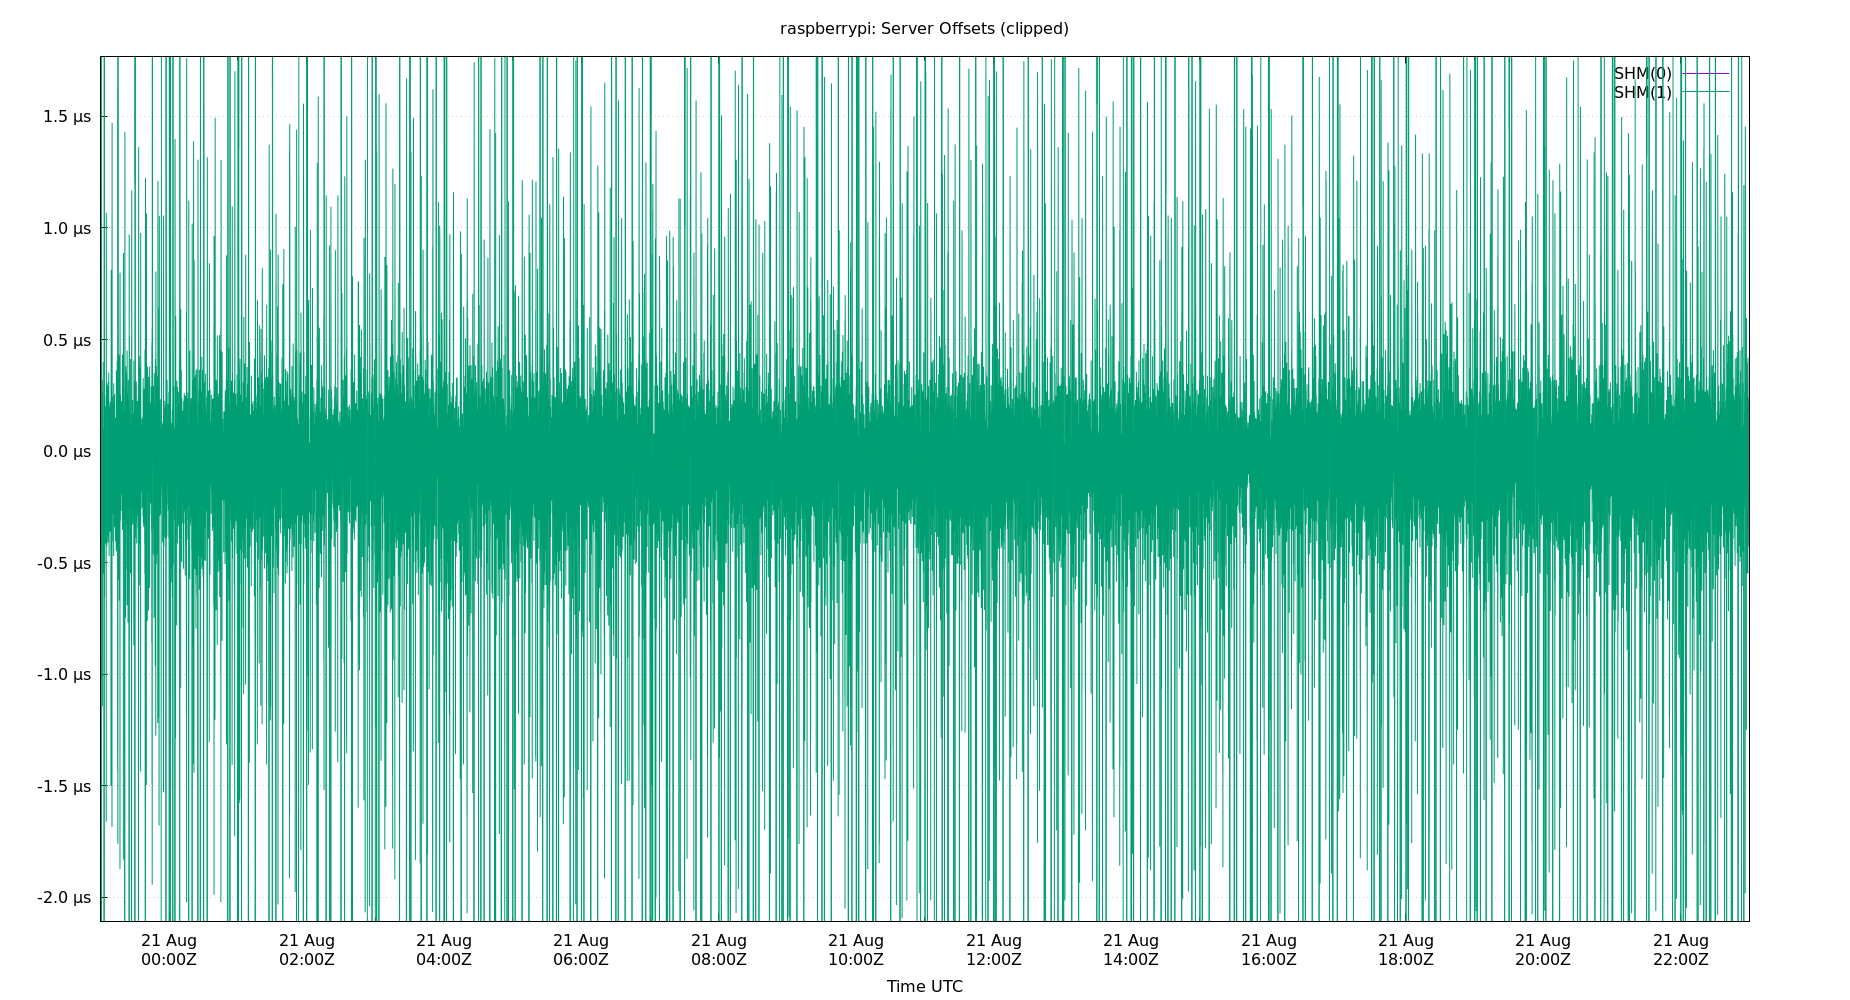 raspberrypi: Server Offsets (clipped)
SHM(0)
SHM(1)
1.5 µs
1.0 µs
0.5 µs
0.0 µs
-0.5 µs
-1.0 µs
-1.5 µs
-2.0 µs
21 Aug 21 Aug 21 Aug 21 Aug 21 Aug 21 Aug 21 Aug 21 Aug 21 Aug 21 Aug 21 Aug 21 Aug
00:00Z 02:00Z 04:00Z 06:00Z 08:00Z 10:00Z 12:00Z 14:00Z 16:00Z 18:00Z 20:00Z 22:00Z
Time UTC